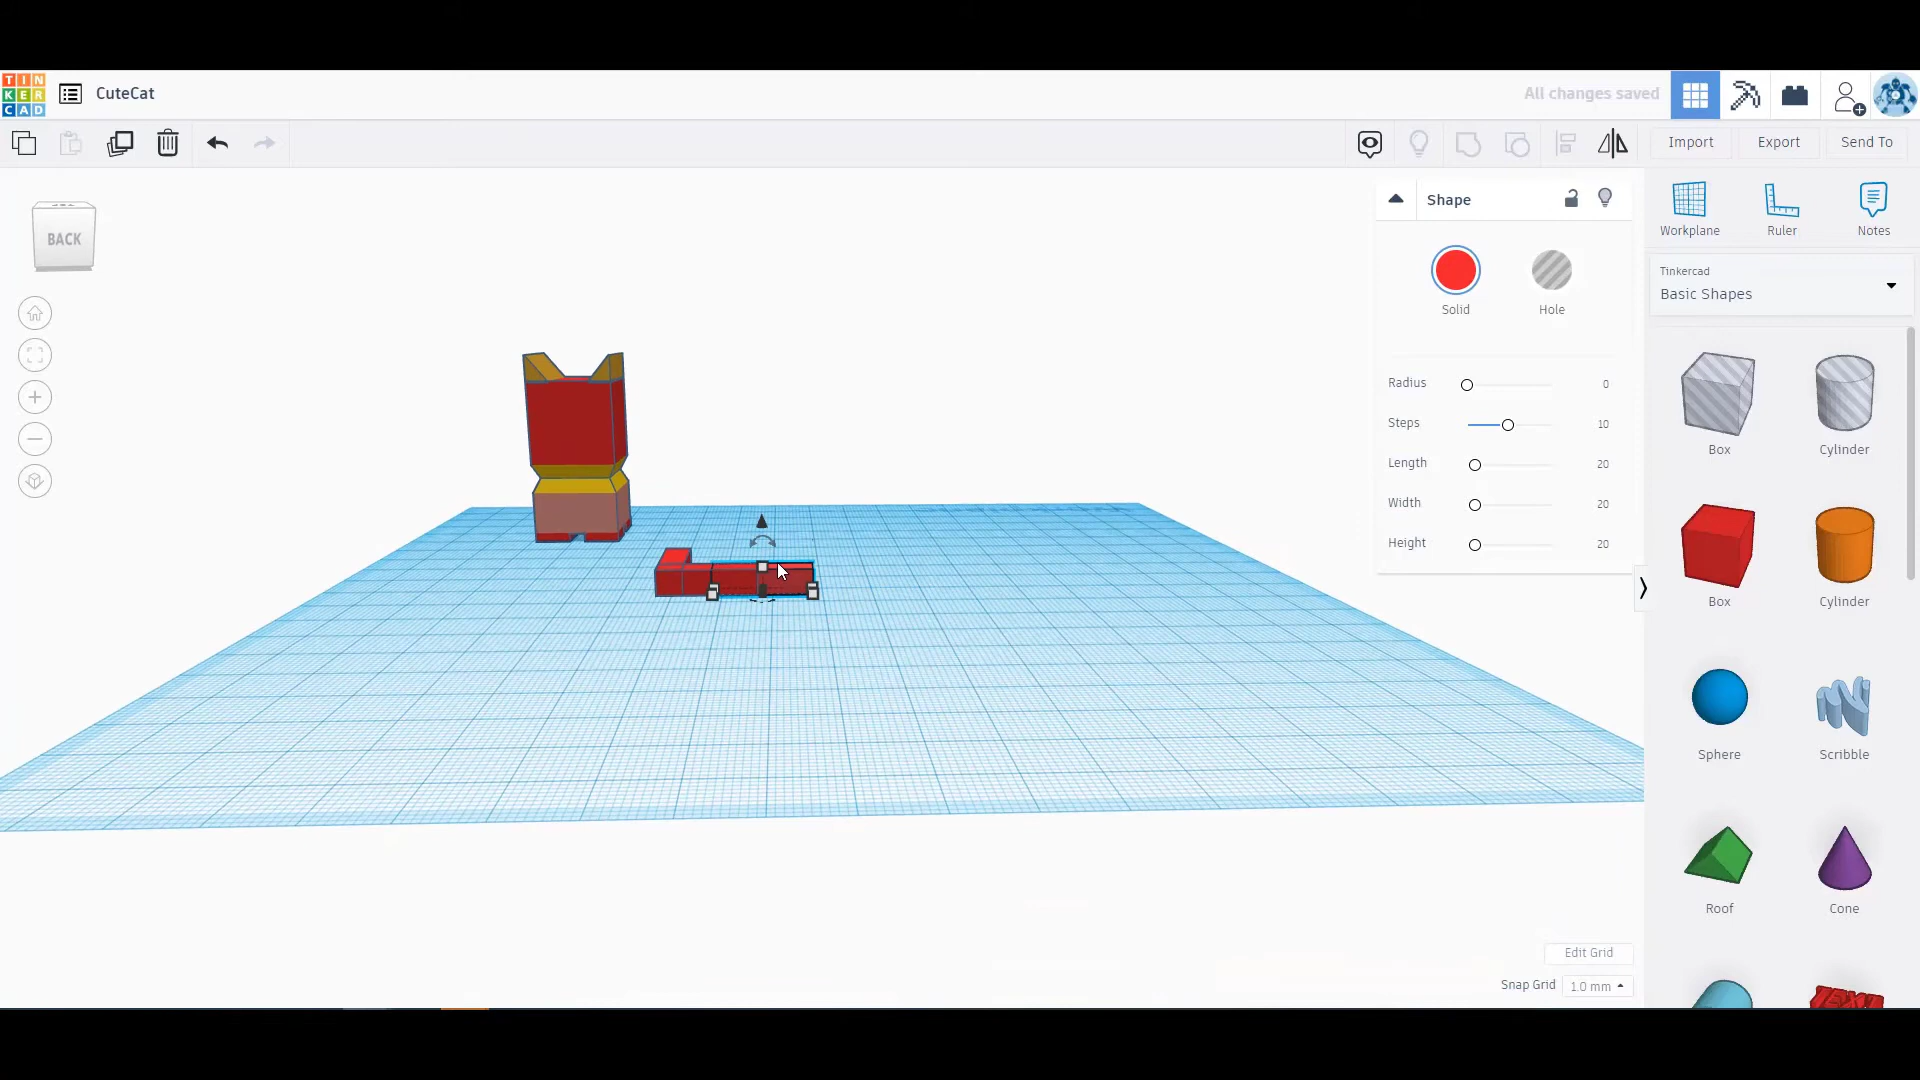 TIN
KER
CAD
CuteCat
All changes saved
Import
Export
Send To
BACK
Shape
Solid
Hole
Radius 0
Steps 10
Length 20
Width 20
Height 20
Workplane
Ruler
Notes
Tinkercad
Basic Shapes
Box
Cylinder
Box
Cylinder
Sphere
Scribble
Roof
Cone
TEXT
Edit Grid
Snap Grid 1.0 mm